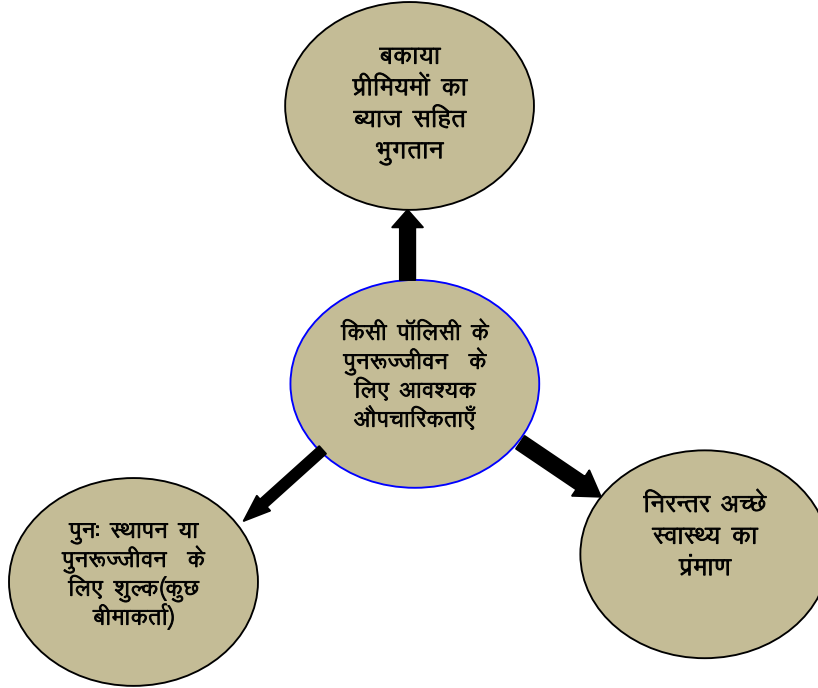 बकाया
प्रीमियमों का
ब्याज सहित
भुगतान
किसी पॉलिसी के
पुनरूज्जीवन के
लिए आवश्यक
औपचारिकताएँ
पुनः स्थापन या
पुनरूज्जीवन के
लिए शुल्क(कुछ
बीमाकर्ता)
निरन्तर अच्छे
स्वास्थ्य का
प्रंमाण